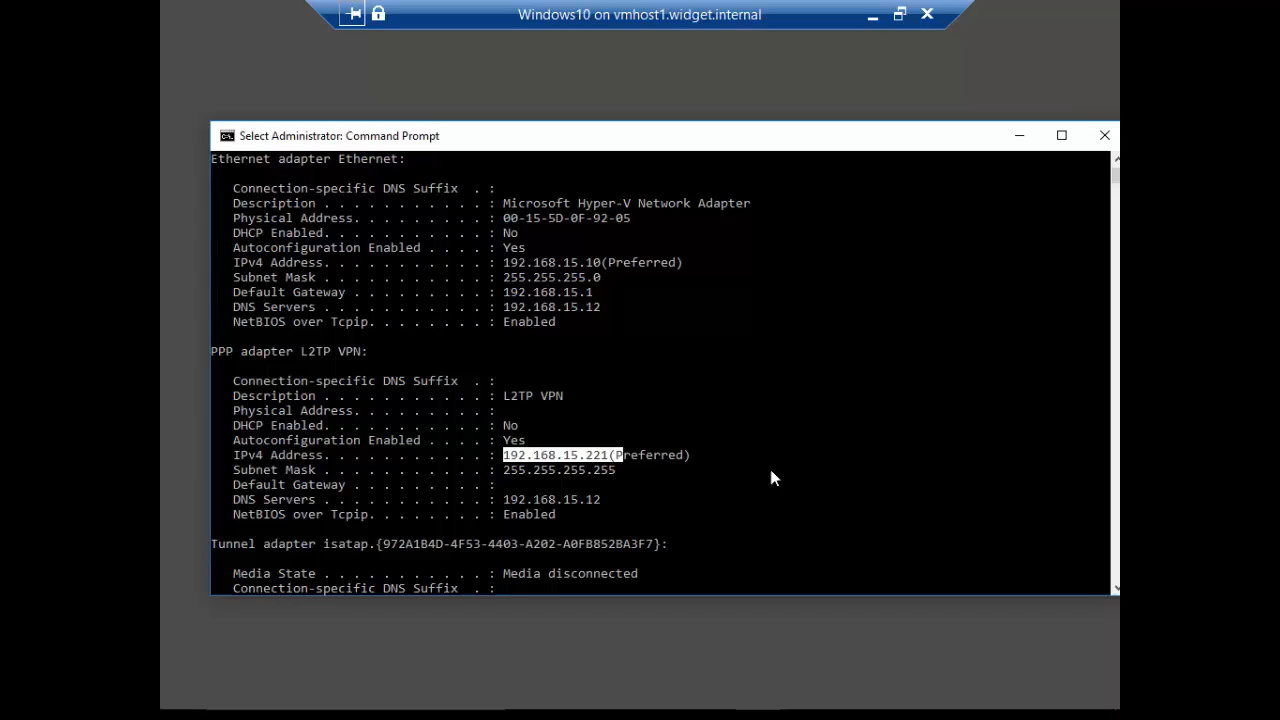 Windows10 on vmhost1.widget.internal
Select Administrator: Command Prompt
Ethernet adapter Ethernet:
Connection-specific DNS Suffix . :
Description . . . . . . . . . . . : Microsoft Hyper-V Network Adapter
Physical Address. . . . . . . . . : 00-15-5D-0F-92-05
DHCP Enabled. . . . . . . . . . . : No
Autoconfiguration Enabled . . . . : Yes
IPv4 Address. . . . . . . . . . . : 192.168.15.10(Preferred)
Subnet Mask . . . . . . . . . . . : 255.255.255.0
Default Gateway . . . . . . . . . : 192.168.15.1
DNS Servers . . . . . . . . . . . : 192.168.15.12
NetBIOS over Tcpip. . . . . . . . : Enabled
PPP adapter L2TP VPN:
Connection-specific DNS Suffix . :
Description . . . . . . . . . . . : L2TP VPN
Physical Address. . . . . . . . . :
DHCP Enabled. . . . . . . . . . . : No
Autoconfiguration Enabled . . . . : Yes
IPv4 Address. . . . . . . . . . . : 192.168.15.221(Preferred)
Subnet Mask . . . . . . . . . . . : 255.255.255.255
Default Gateway . . . . . . . . . :
DNS Servers . . . . . . . . . . . : 192.168.15.12
NetBIOS over Tcpip. . . . . . . . : Enabled
Tunnel adapter isatap.{972A1B4D-4F53-4403-A202-A0FB852BA3F7}:
Media State . . . . . . . . . . . : Media disconnected
Connection-specific DNS Suffix . :